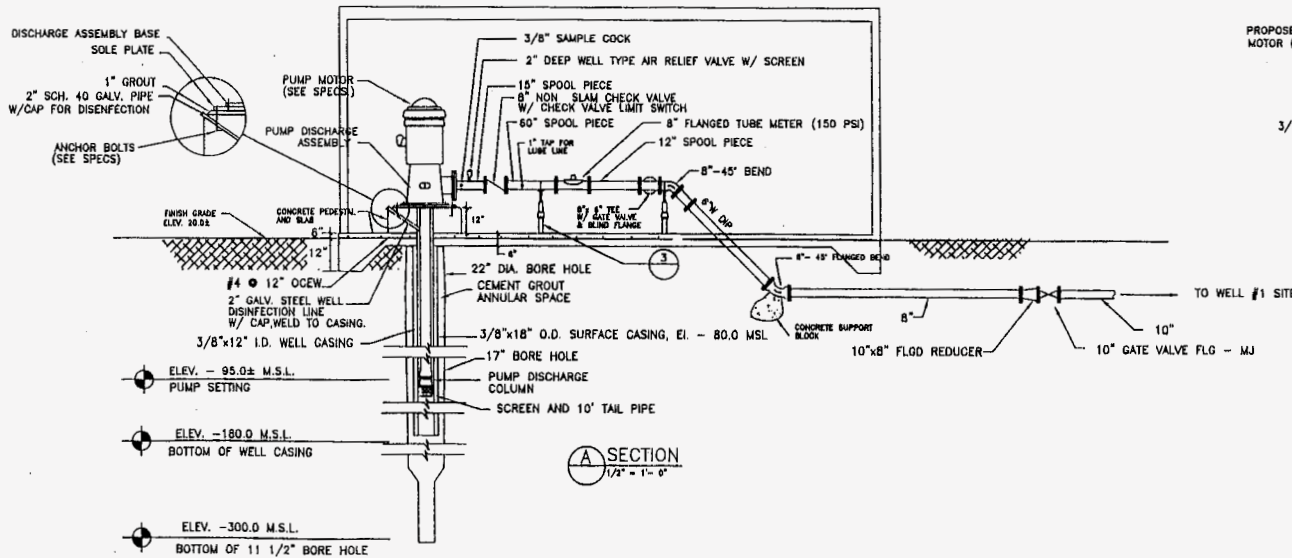 DISCHARGE ASSEMBLY BASE
SOLE PLATE
1" GROUT
2" SCH. 40 GALV. PIPE
W/CAP FOR DISENFECTION
ANCHOR BOLTS
(SEE SPECS)
PUMP MOTOR
(SEE SPECS.)
PUMP DISCHARGE
ASSEMBLY
3/8" SAMPLE COCK
2" DEEP WELL TYPE AIR RELIEF VALVE W/ SCREEN
15" SPOOL PIECE
8" NON SLAM CHECK VALVE
W/ CHECK VALVE LIMIT SWITCH
60" SPOOL PIECE
8" FLANGED TUBE METER (150 PSI)
1" TAP FOR
LUBE LINE
12" SPOOL PIECE
8"-45° BEND
PROPOSE
MOTOR (
3/
FINISH GRADE
ELEV. 20.0±
CONCRETE PEDESTN.
AND SLAB
12"
8"x 6" TEE
W/ GATE VALVE
& BLIND FLANGE
8" DIP
6"
12"
6"
3
#4 @ 12" OCEW
2" GALV. STEEL WELL
DISINFECTION LINE
W/ CAP,WELD TO CASING.
3/8"x12" I.D. WELL CASING
22" DIA. BORE HOLE
CEMENT GROUT
ANNULAR SPACE
3/8"x18" O.D. SURFACE CASING, El. - 80.0 MSL
17" BORE HOLE
PUMP DISCHARGE
COLUMN
SCREEN AND 10' TAIL PIPE
8"- 45° FLANGED BEND
CONCRETE SUPPORT
BLOCK
8"
TO WELL #1 SITE
10"
10"x8" FLGD REDUCER
10" GATE VALVE FLG - MJ
ELEV. - 95.0± M.S.L.
PUMP SETTING
ELEV. -180.0 M.S.L.
BOTTOM OF WELL CASING
ELEV. -300.0 M.S.L.
BOTTOM OF 11 1/2" BORE HOLE
A SECTION
1/2" = 1'- 0"